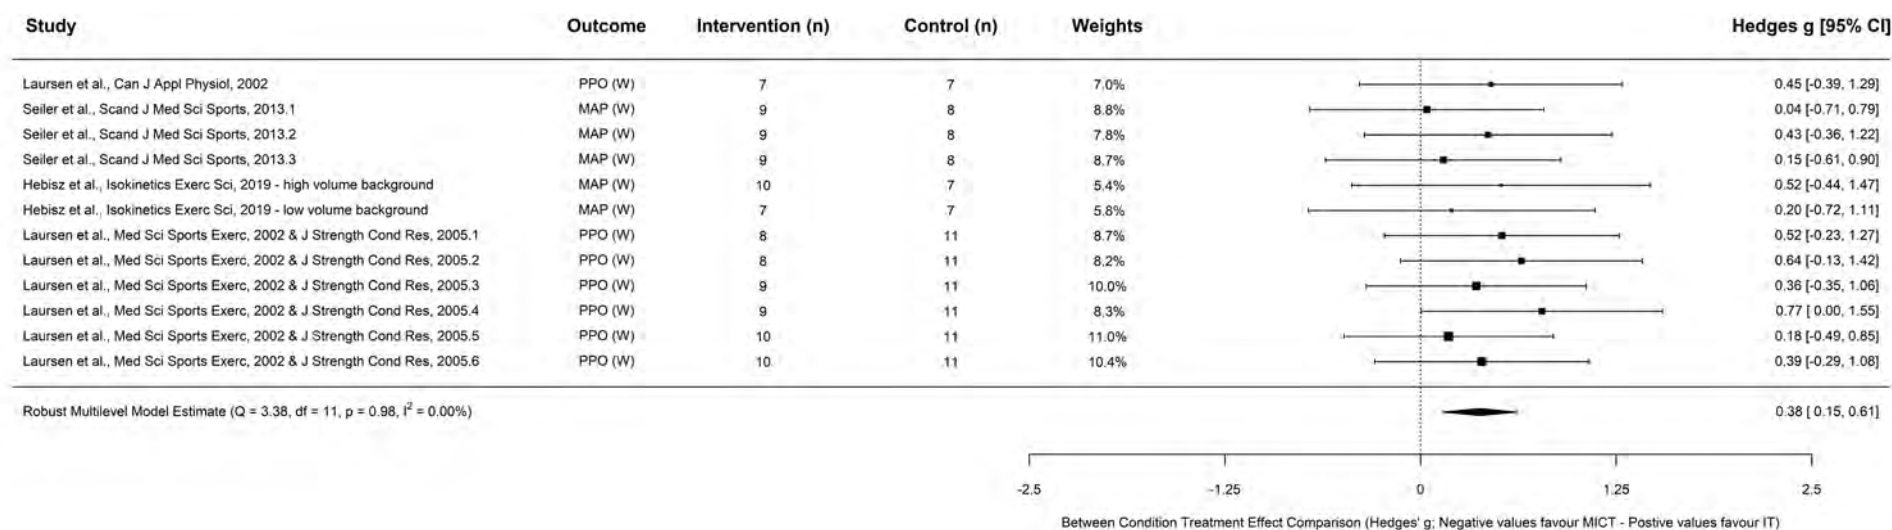 Study Outcome Intervention (n) Control (n) Weights Hedges g [95% CI]
Laursen et al., Can J Appl Physiol, 2002 PPO (W) 7 7 7.0% 0.45 [-0.39, 1.29]
Seiler et al., Scand J Med Sci Sports, 2013.1 MAP (W) 9 8 8.8% 0.04 [-0.71, 0.79]
Seiler et al., Scand J Med Sci Sports, 2013.2 MAP (W) 9 8 7.8% 0.43 [-0.36, 1.22]
Seiler et al., Scand J Med Sci Sports, 2013.3 MAP (W) 9 8 8.7% 0.15 [-0.61, 0.90]
Hebisz et al., Isokinetics Exerc Sci, 2019 - high volume background MAP (W) 10 7 5.4% 0.52 [-0.44, 1.47]
Hebisz et al., Isokinetics Exerc Sci, 2019 - low volume background MAP (W) 7 7 5.8% 0.20 [-0.72, 1.11]
Laursen et al., Med Sci Sports Exerc, 2002 & J Strength Cond Res, 2005.1 PPO (W) 8 11 8.7% 0.52 [-0.23, 1.27]
Laursen et al., Med Sci Sports Exerc, 2002 & J Strength Cond Res, 2005.2 PPO (W) 8 11 8.2% 0.64 [-0.13, 1.42]
Laursen et al., Med Sci Sports Exerc, 2002 & J Strength Cond Res, 2005.3 PPO (W) 9 11 10.0% 0.36 [-0.35, 1.06]
Laursen et al., Med Sci Sports Exerc, 2002 & J Strength Cond Res, 2005.4 PPO (W) 9 11 8.3% 0.77 [ 0.00, 1.55]
Laursen et al., Med Sci Sports Exerc, 2002 & J Strength Cond Res, 2005.5 PPO (W) 10 11 11.0% 0.18 [-0.49, 0.85]
Laursen et al., Med Sci Sports Exerc, 2002 & J Strength Cond Res, 2005.6 PPO (W) 10 11 10.4% 0.39 [-0.29, 1.08]
Robust Multilevel Model Estimate (Q = 3.38, df = 11, p = 0.98, I² = 0.00%) 0.38 [ 0.15, 0.61]
-2.5 -1.25 0 1.25 2.5
Between Condition Treatment Effect Comparison (Hedges' g; Negative values favour MICT - Postive values favour IT)